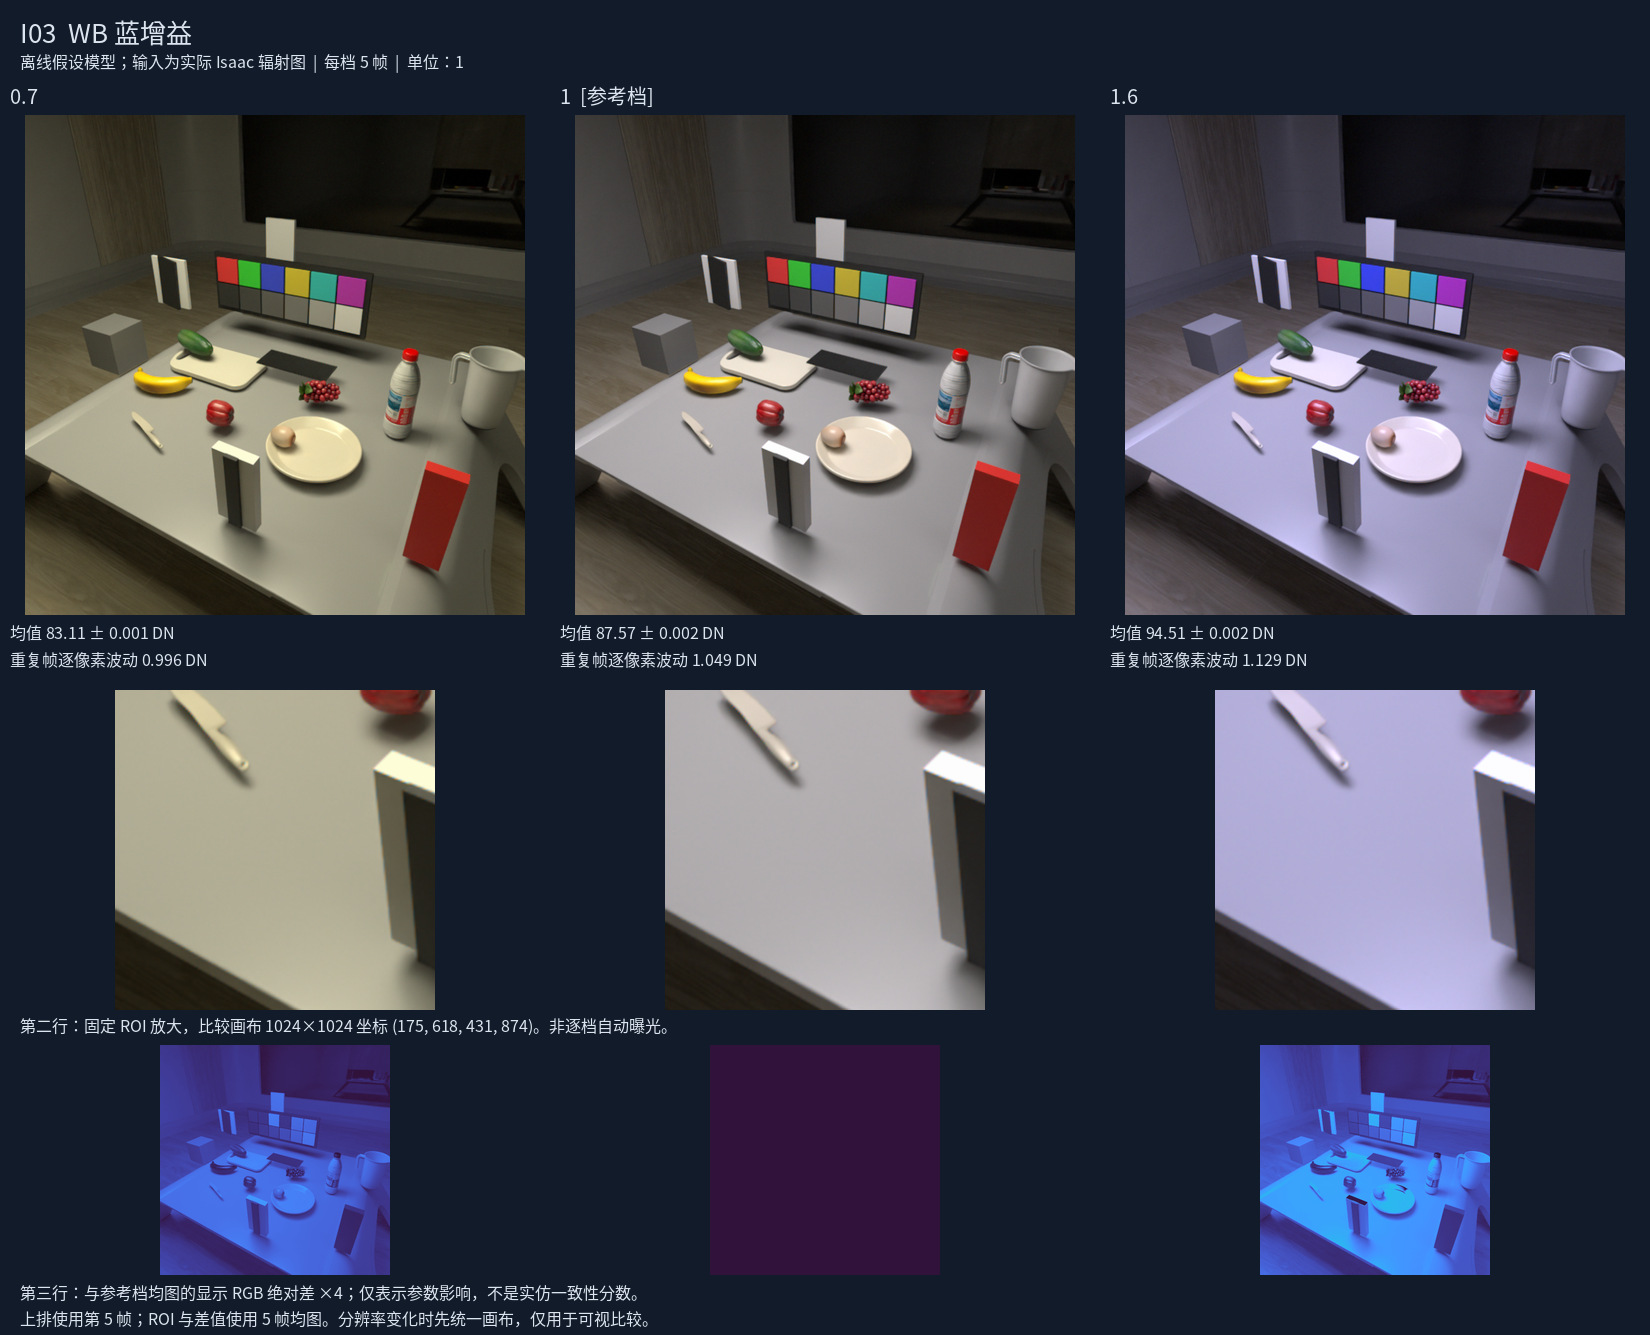 I03 WB 蓝增益
离线假设模型；输入为实际 Isaac 辐射图 | 每档 5 帧 | 单位：1
0.7
1 [参考档]
1.6
均值 83.11 ± 0.001 DN
重复帧逐像素波动 0.996 DN
均值 87.57 ± 0.002 DN
重复帧逐像素波动 1.049 DN
均值 94.51 ± 0.002 DN
重复帧逐像素波动 1.129 DN
第二行：固定 ROI 放大，比较画布 1024×1024 坐标 (175, 618, 431, 874)。非逐档自动曝光。
第三行：与参考档均图的显示 RGB 绝对差 ×4；仅表示参数影响，不是实仿一致性分数。
上排使用第 5 帧；ROI 与差值使用 5 帧均图。分辨率变化时先统一画布，仅用于可视比较。